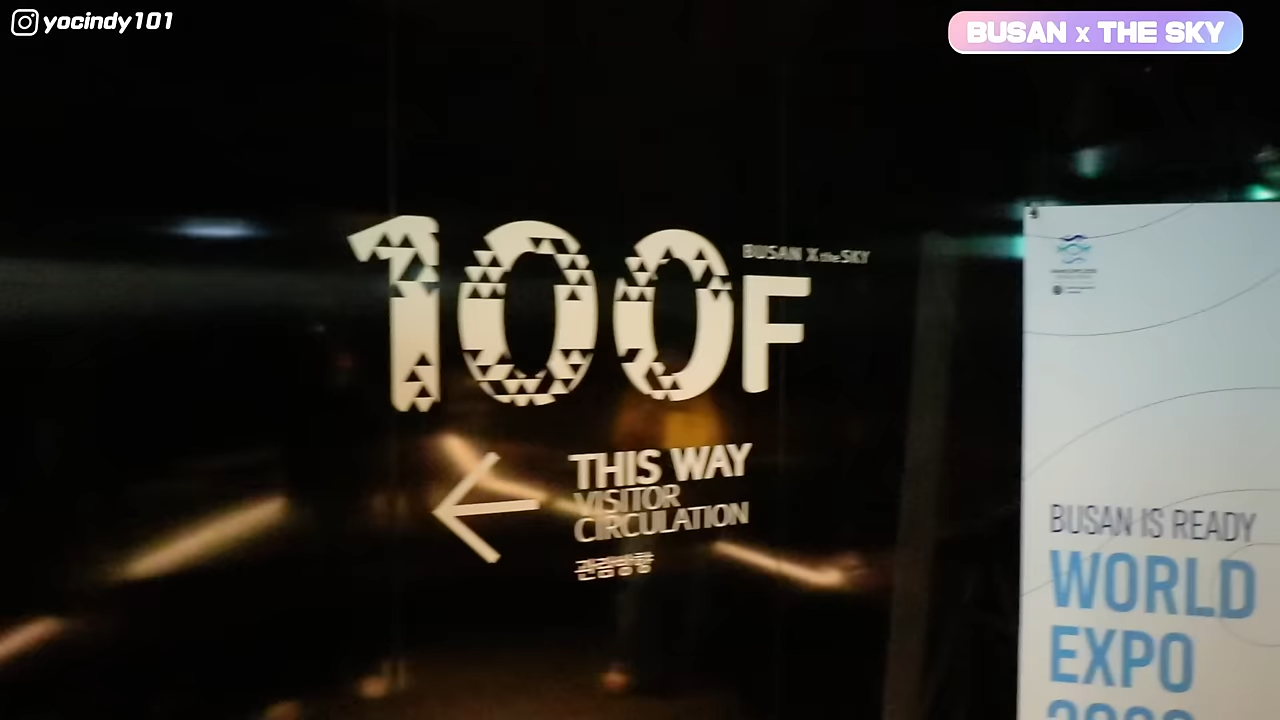 yocindy101
BUSAN x THE SKY
100F
BUSAN X the SKY
THIS WAY
VISITOR
CIRCULATION
관람방향
BUSAN IS READY
WORLD
EXPO